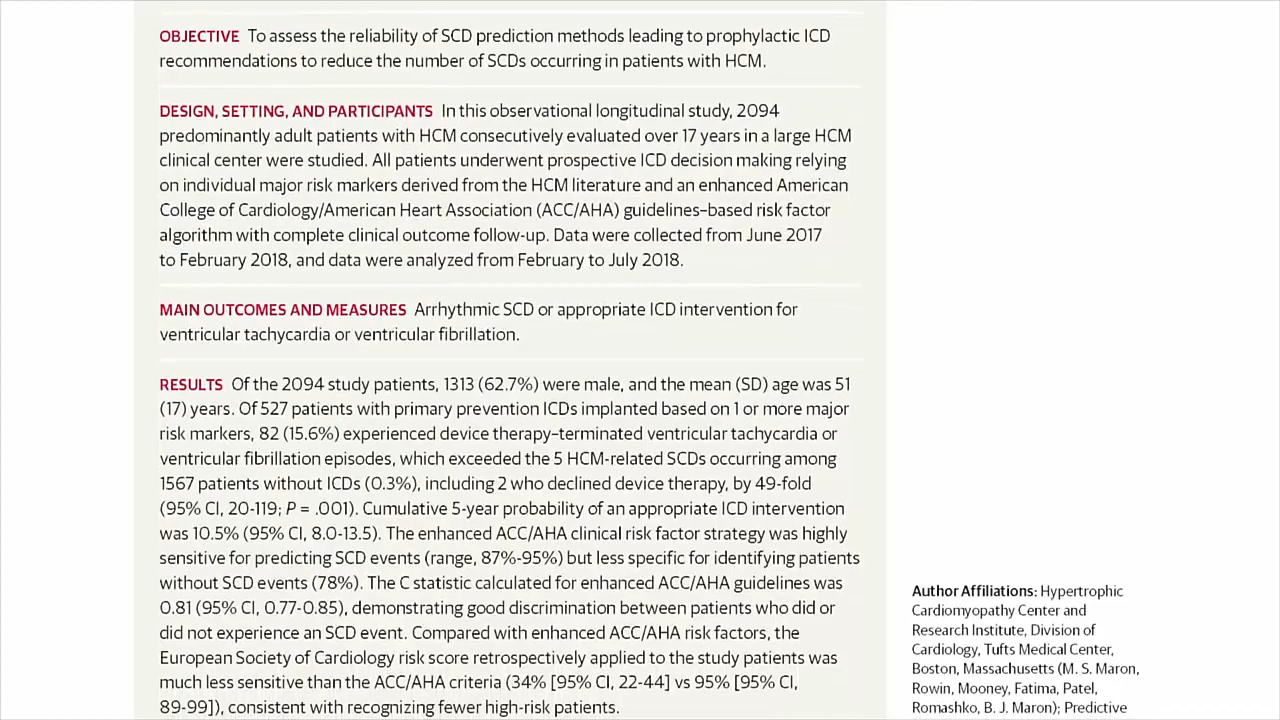 OBJECTIVE To assess the reliability of SCD prediction methods leading to prophylactic ICD
recommendations to reduce the number of SCDs occurring in patients with HCM.
DESIGN, SETTING, AND PARTICIPANTS In this observational longitudinal study, 2094
predominantly adult patients with HCM consecutively evaluated over 17 years in a large HCM
clinical center were studied. All patients underwent prospective ICD decision making relying
on individual major risk markers derived from the HCM literature and an enhanced American
College of Cardiology/American Heart Association (ACC/AHA) guidelines–based risk factor
algorithm with complete clinical outcome follow-up. Data were collected from June 2017
to February 2018, and data were analyzed from February to July 2018.
MAIN OUTCOMES AND MEASURES Arrhythmic SCD or appropriate ICD intervention for
ventricular tachycardia or ventricular fibrillation.
RESULTS Of the 2094 study patients, 1313 (62.7%) were male, and the mean (SD) age was 51
(17) years. Of 527 patients with primary prevention ICDs implanted based on 1 or more major
risk markers, 82 (15.6%) experienced device therapy–terminated ventricular tachycardia or
ventricular fibrillation episodes, which exceeded the 5 HCM-related SCDs occurring among
1567 patients without ICDs (0.3%), including 2 who declined device therapy, by 49-fold
(95% CI, 20-119; P = .001). Cumulative 5-year probability of an appropriate ICD intervention
was 10.5% (95% CI, 8.0-13.5). The enhanced ACC/AHA clinical risk factor strategy was highly
sensitive for predicting SCD events (range, 87%-95%) but less specific for identifying patients
without SCD events (78%). The C statistic calculated for enhanced ACC/AHA guidelines was
0.81 (95% CI, 0.77-0.85), demonstrating good discrimination between patients who did or
did not experience an SCD event. Compared with enhanced ACC/AHA risk factors, the
European Society of Cardiology risk score retrospectively applied to the study patients was
much less sensitive than the ACC/AHA criteria (34% [95% CI, 22-44] vs 95% [95% CI,
89-99]), consistent with recognizing fewer high-risk patients.
Author Affiliations: Hypertrophic
Cardiomyopathy Center and
Research Institute, Division of
Cardiology, Tufts Medical Center,
Boston, Massachusetts (M. S. Maron,
Rowin, Mooney, Fatima, Patel,
Romashko, B. J. Maron); Predictive